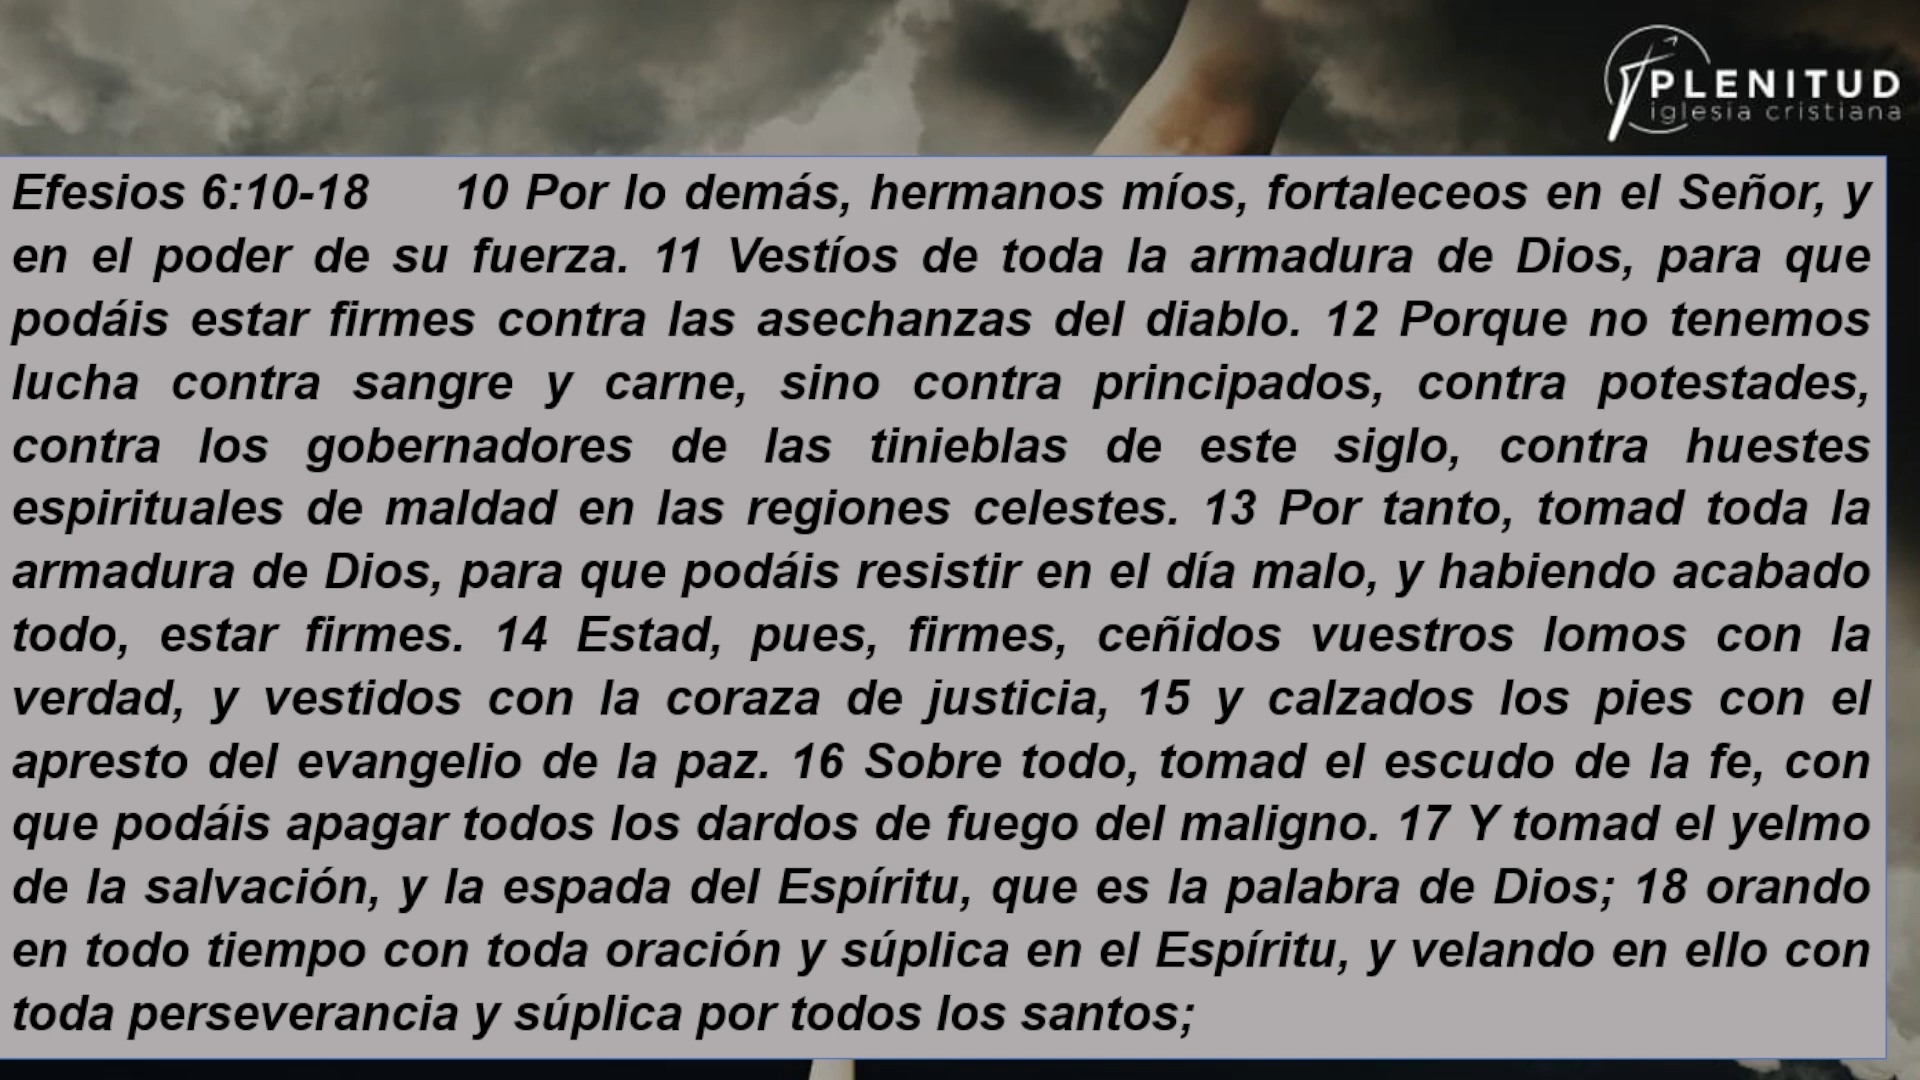 PLENITUD
iglesia cristiana
Efesios 6:10-18 10 Por lo demás, hermanos míos, fortaleceos en el Señor, y
en el poder de su fuerza. 11 Vestíos de toda la armadura de Dios, para que
podáis estar firmes contra las asechanzas del diablo. 12 Porque no tenemos
lucha contra sangre y carne, sino contra principados, contra potestades,
contra los gobernadores de las tinieblas de este siglo, contra huestes
espirituales de maldad en las regiones celestes. 13 Por tanto, tomad toda la
armadura de Dios, para que podáis resistir en el día malo, y habiendo acabado
todo, estar firmes. 14 Estad, pues, firmes, ceñidos vuestros lomos con la
verdad, y vestidos con la coraza de justicia, 15 y calzados los pies con el
apresto del evangelio de la paz. 16 Sobre todo, tomad el escudo de la fe, con
que podáis apagar todos los dardos de fuego del maligno. 17 Y tomad el yelmo
de la salvación, y la espada del Espíritu, que es la palabra de Dios; 18 orando
en todo tiempo con toda oración y súplica en el Espíritu, y velando en ello con
toda perseverancia y súplica por todos los santos;